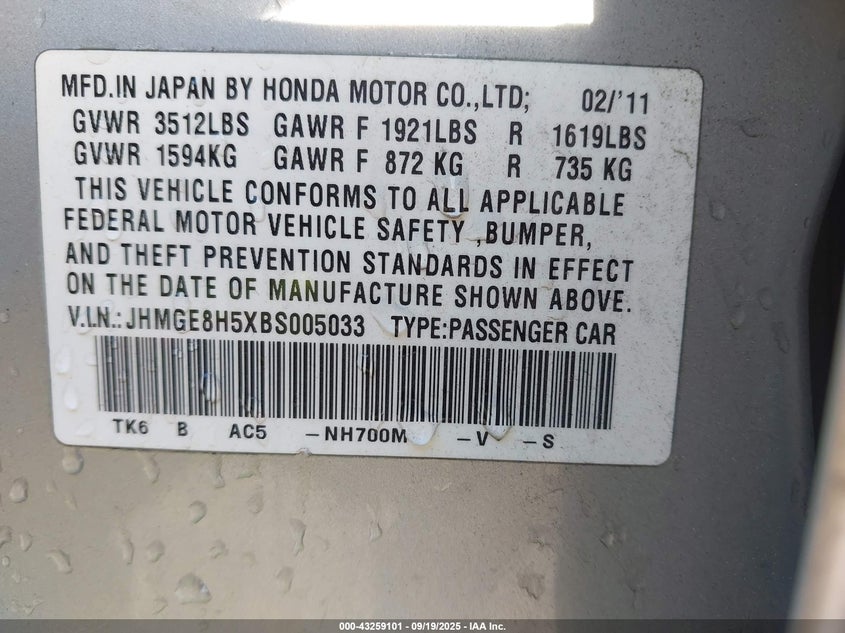 MFD.IN JAPAN BY HONDA MOTOR CO.,LTD; 02/'11
GVWR 3512LBS GAWR F 1921LBS R 1619LBS
GVWR 1594KG GAWR F 872 KG R 735 KG
THIS VEHICLE CONFORMS TO ALL APPLICABLE
FEDERAL MOTOR VEHICLE SAFETY ,BUMPER,
AND THEFT PREVENTION STANDARDS IN EFFECT
ON THE DATE OF MANUFACTURE SHOWN ABOVE.
V.I.N.: JHMGE8H5XBS005033 TYPE:PASSENGER CAR
TK6 B AC5 -NH700M -V -S
000-43259101 - 09/19/2025 - IAA Inc.